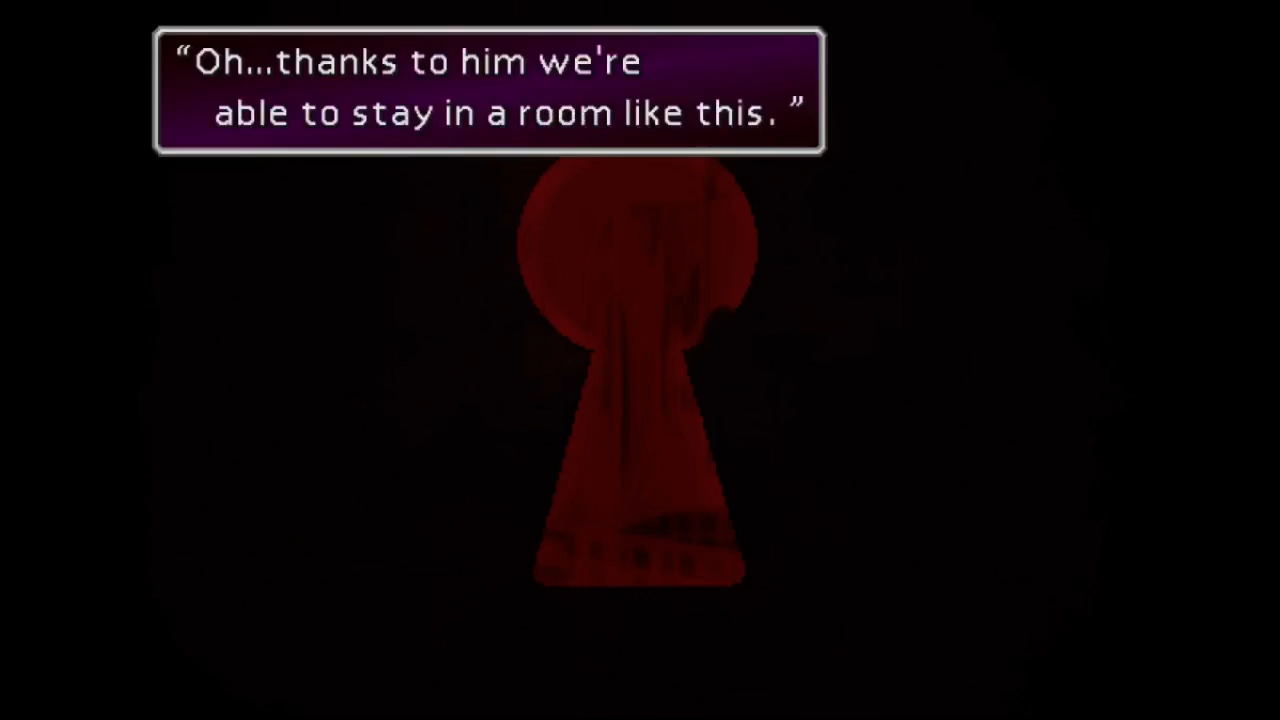 “Oh...thanks to him we're
able to stay in a room like this. ”